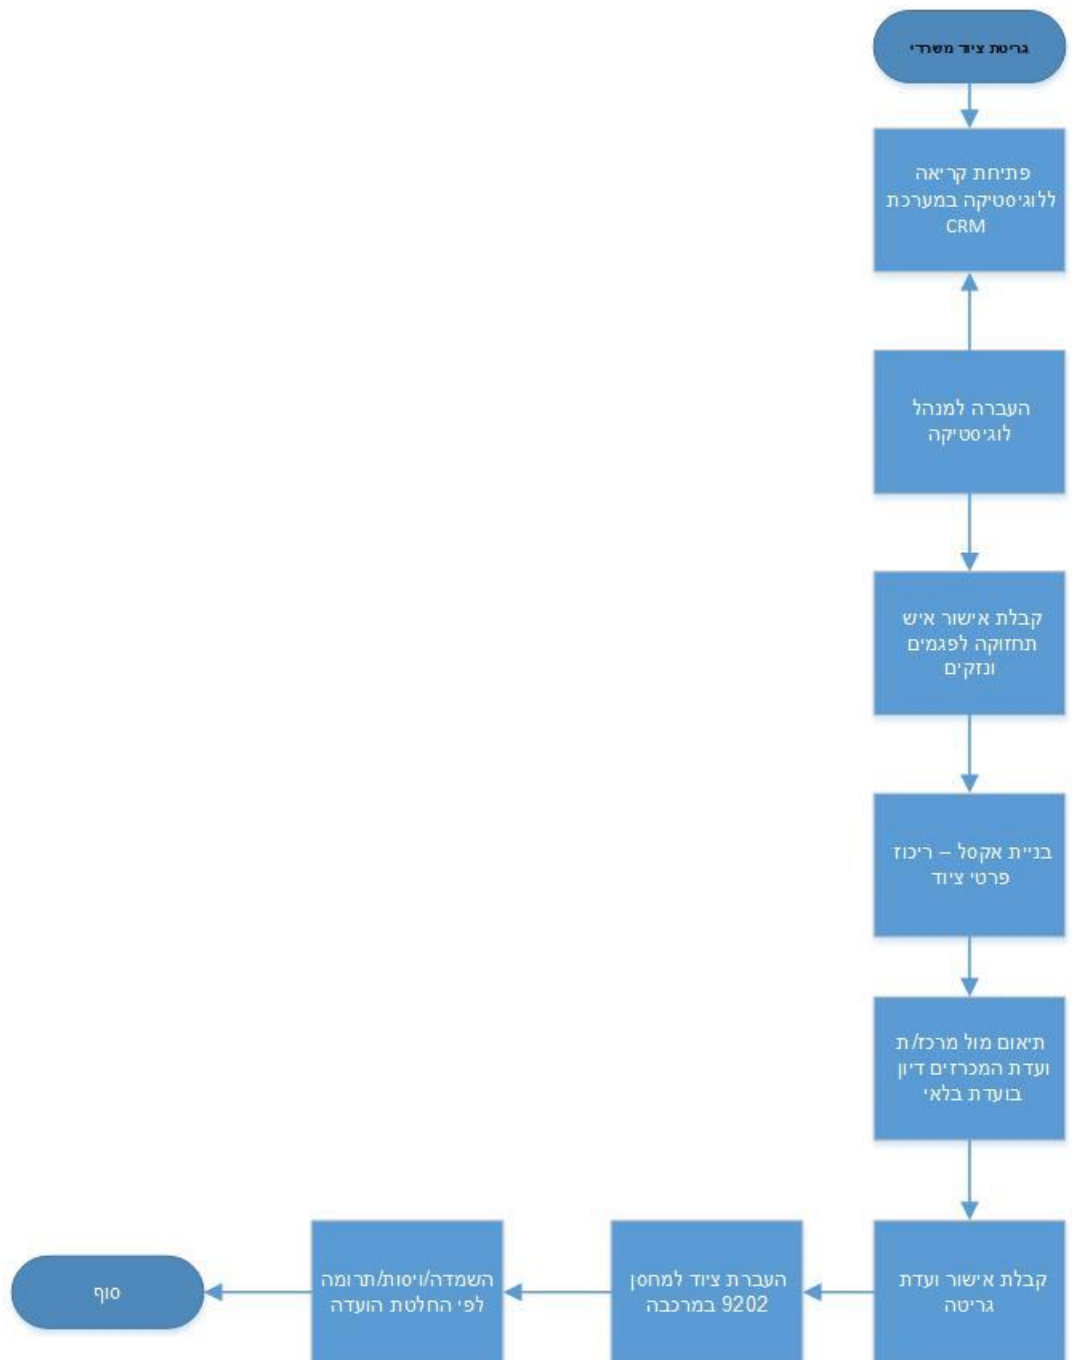 גריטת ציוד משרדי
פתיחת קריאה
ללוגיסטיקה במערכת
CRM
העברה למנהל
לוגיסטיקה
קבלת אישור איש
תחזוקה לפגמים
ונזקים
בניית אקסל – ריכוז
פרטי ציוד
תיאום מול מרכז/ת
ועדת המכרזים דיון
בועדת בלאי
קבלת אישור ועדת
גריטה
העברת ציוד למחסן
9202 במרכבה
השמדה/ויסות/תרומה
לפי החלטת הועדה
סוף